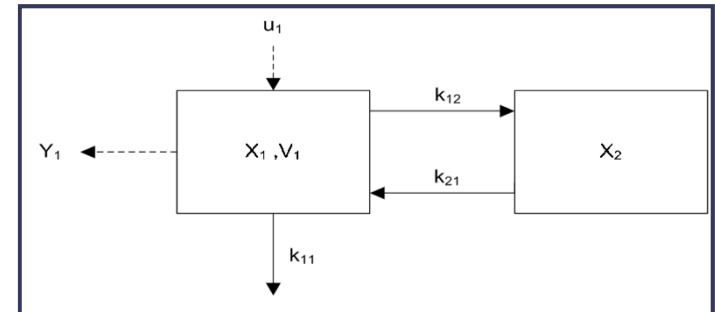 u₁
k₁₂
Y₁
X₁ ,V₁
X₂
k₂₁
k₁₁